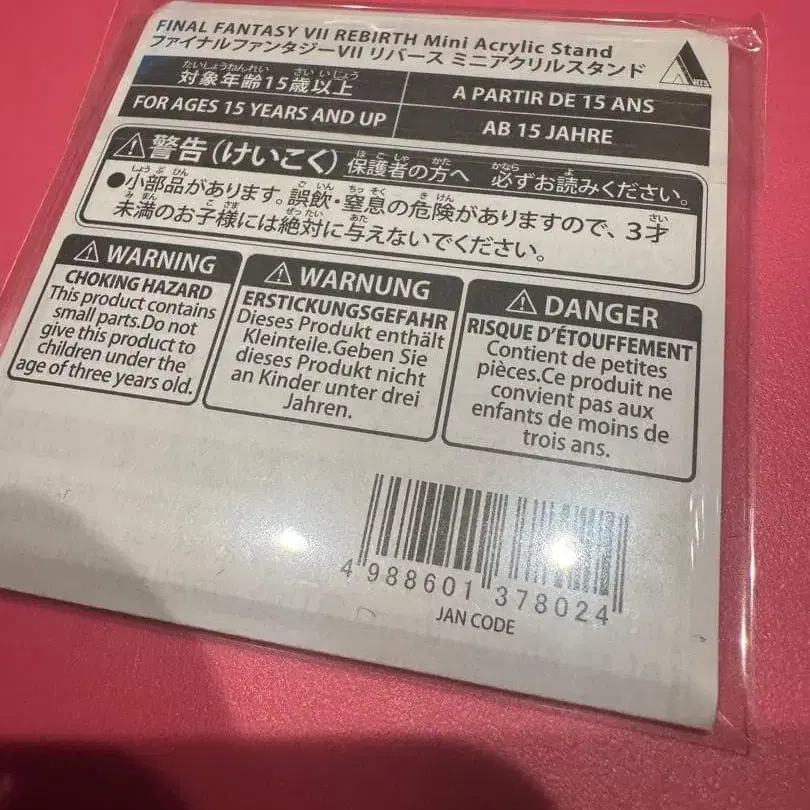 FINAL FANTASY VII REBIRTH Mini Acrylic Stand
ファイナルファンタジーVII リバース ミニアクリルスタンド
たいしょうねんれい さい いじょう
対象年齢15歳以上
A PARTIR DE 15 ANS
FOR AGES 15 YEARS AND UP
AB 15 JAHRE
ほごしゃ かた かなら よ
警告(けいこく) 保護者の方へ 必ずお読みください。
しょうぶひん ごいん ちっそく きけん さい
●小部品があります。誤飲・窒息の危険がありますので、3才
みまん こさま ぜったい あた
未満のお子様には絶対に与えないでください。
WARNING
CHOKING HAZARD
This product contains
small parts.Do not
give this product to
children under the
age of three years old.
WARNUNG
ERSTICKUNGSGEFAHR
Dieses Produkt enthält
Kleinteile.Geben Sie
dieses Produkt nicht
an Kinder unter drei
Jahren.
DANGER
RISQUE D'ÉTOUFFEMENT
Contient de petites
pièces.Ce produit ne
convient pas aux
enfants de moins de
trois ans.
4 988601 378024
JAN CODE